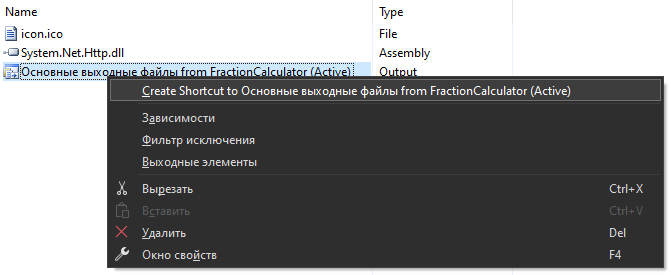 Name Type
icon.ico File
System.Net.Http.dll Assembly
Основные выходные файлы from FractionCalculator (Active) Output
Create Shortcut to Основные выходные файлы from FractionCalculator (Active)
Зависимости
Фильтр исключения
Выходные элементы
Вырезать Ctrl+X
Вставить Ctrl+V
Удалить Del
Окно свойств F4